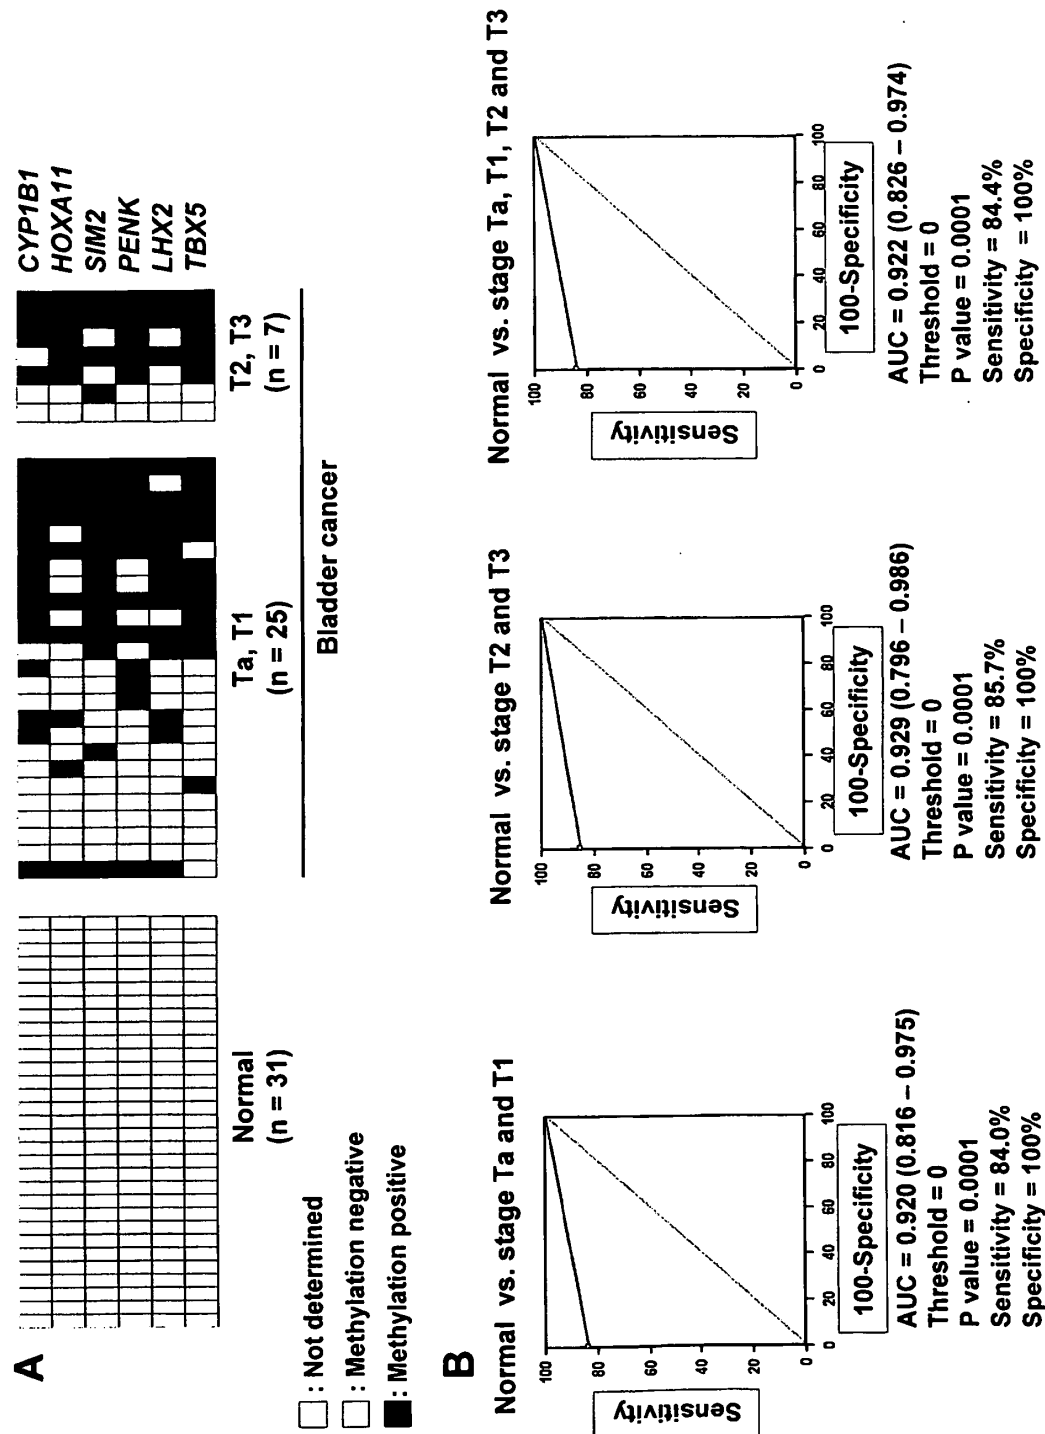 A
CYP1B1
HOXA11
SIM2
PENK
LHX2
TBX5
Normal
(n = 31)
Ta, T1
(n = 25)
T2, T3
(n = 7)
Bladder cancer
: Not determined
: Methylation negative
: Methylation positive
B
Normal vs. stage Ta and T1
Sensitivity
100
80
60
40
20
0
0 20 40 60 80 100
100-Specificity
AUC = 0.920 (0.816 – 0.975)
Threshold = 0
P value = 0.0001
Sensitivity = 84.0%
Specificity = 100%
Normal vs. stage T2 and T3
Sensitivity
100
80
60
40
20
0
0 20 40 60 80 100
100-Specificity
AUC = 0.929 (0.796 – 0.986)
Threshold = 0
P value = 0.0001
Sensitivity = 85.7%
Specificity = 100%
Normal vs. stage Ta, T1, T2 and T3
Sensitivity
100
80
60
40
20
0
0 20 40 60 80 100
100-Specificity
AUC = 0.922 (0.826 – 0.974)
Threshold = 0
P value = 0.0001
Sensitivity = 84.4%
Specificity = 100%